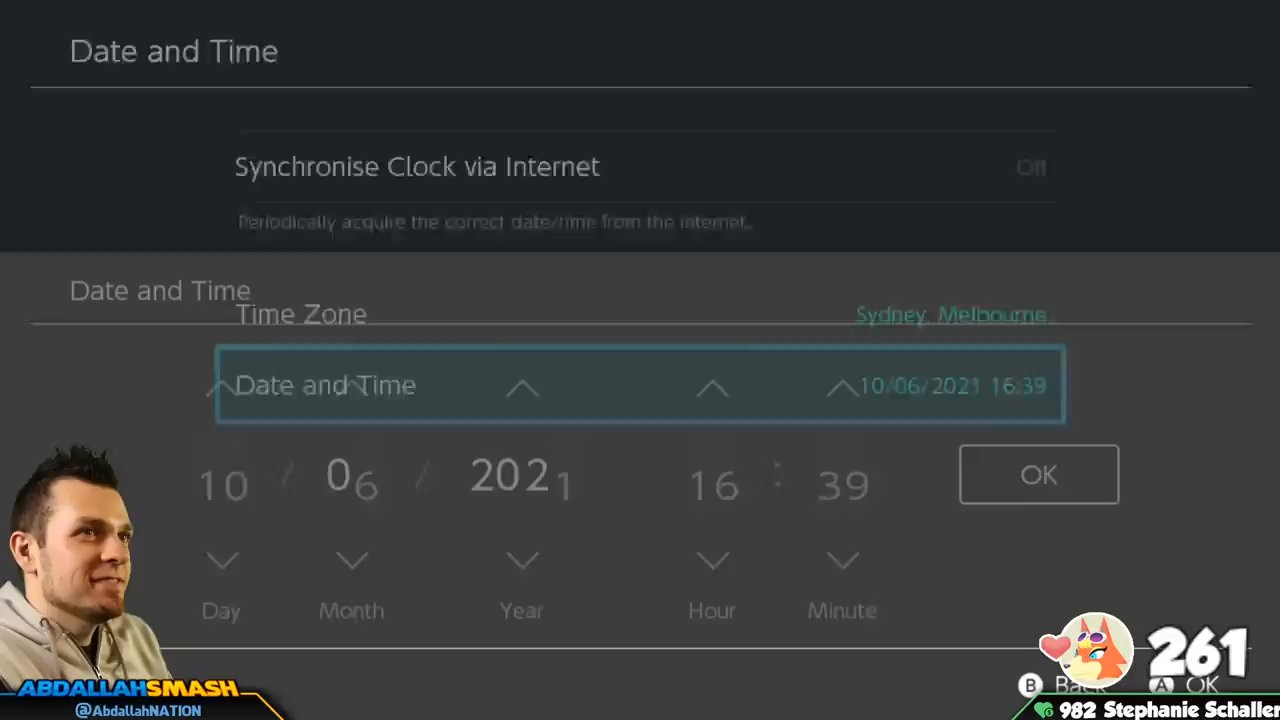 Date and Time
Synchronise Clock via Internet Off
Periodically acquire the correct date/time from the internet.
Date and Time
Time Zone Sydney, Melbourne
Date and Time 10/06/2021 16:39
10 / 06 / 2021 16 : 39 OK
Day Month Year Hour Minute
261
B Back A OK
ABDALLAHSMASH
@AbdallahNATION
982 Stephanie Schaller